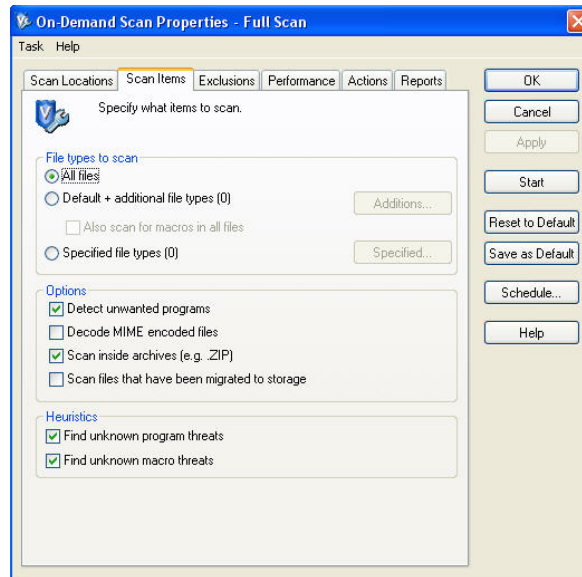 On-Demand Scan Properties - Full Scan
Task Help
Scan Locations Scan Items Exclusions Performance Actions Reports
Specify what items to scan.
File types to scan
All files
Default + additional file types (0)
Additions...
Also scan for macros in all files
Specified file types (0)
Specified...
Options
Detect unwanted programs
Decode MIME encoded files
Scan inside archives (e.g. .ZIP)
Scan files that have been migrated to storage
Heuristics
Find unknown program threats
Find unknown macro threats
OK
Cancel
Apply
Start
Reset to Default
Save as Default
Schedule...
Help